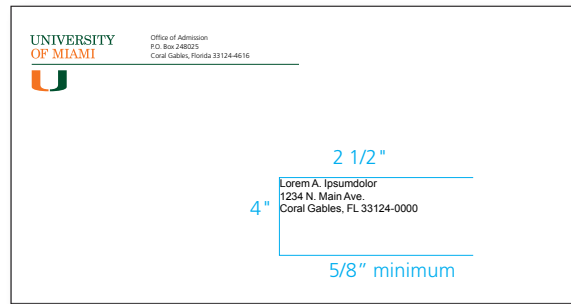 UNIVERSITY
OF MIAMI
Office of Admission
P.O. Box 248025
Coral Gables, Florida 33124-4616
U
2 1/2"
4"
Lorem A. Ipsumdolor
1234 N. Main Ave.
Coral Gables, FL 33124-0000
5/8” minimum